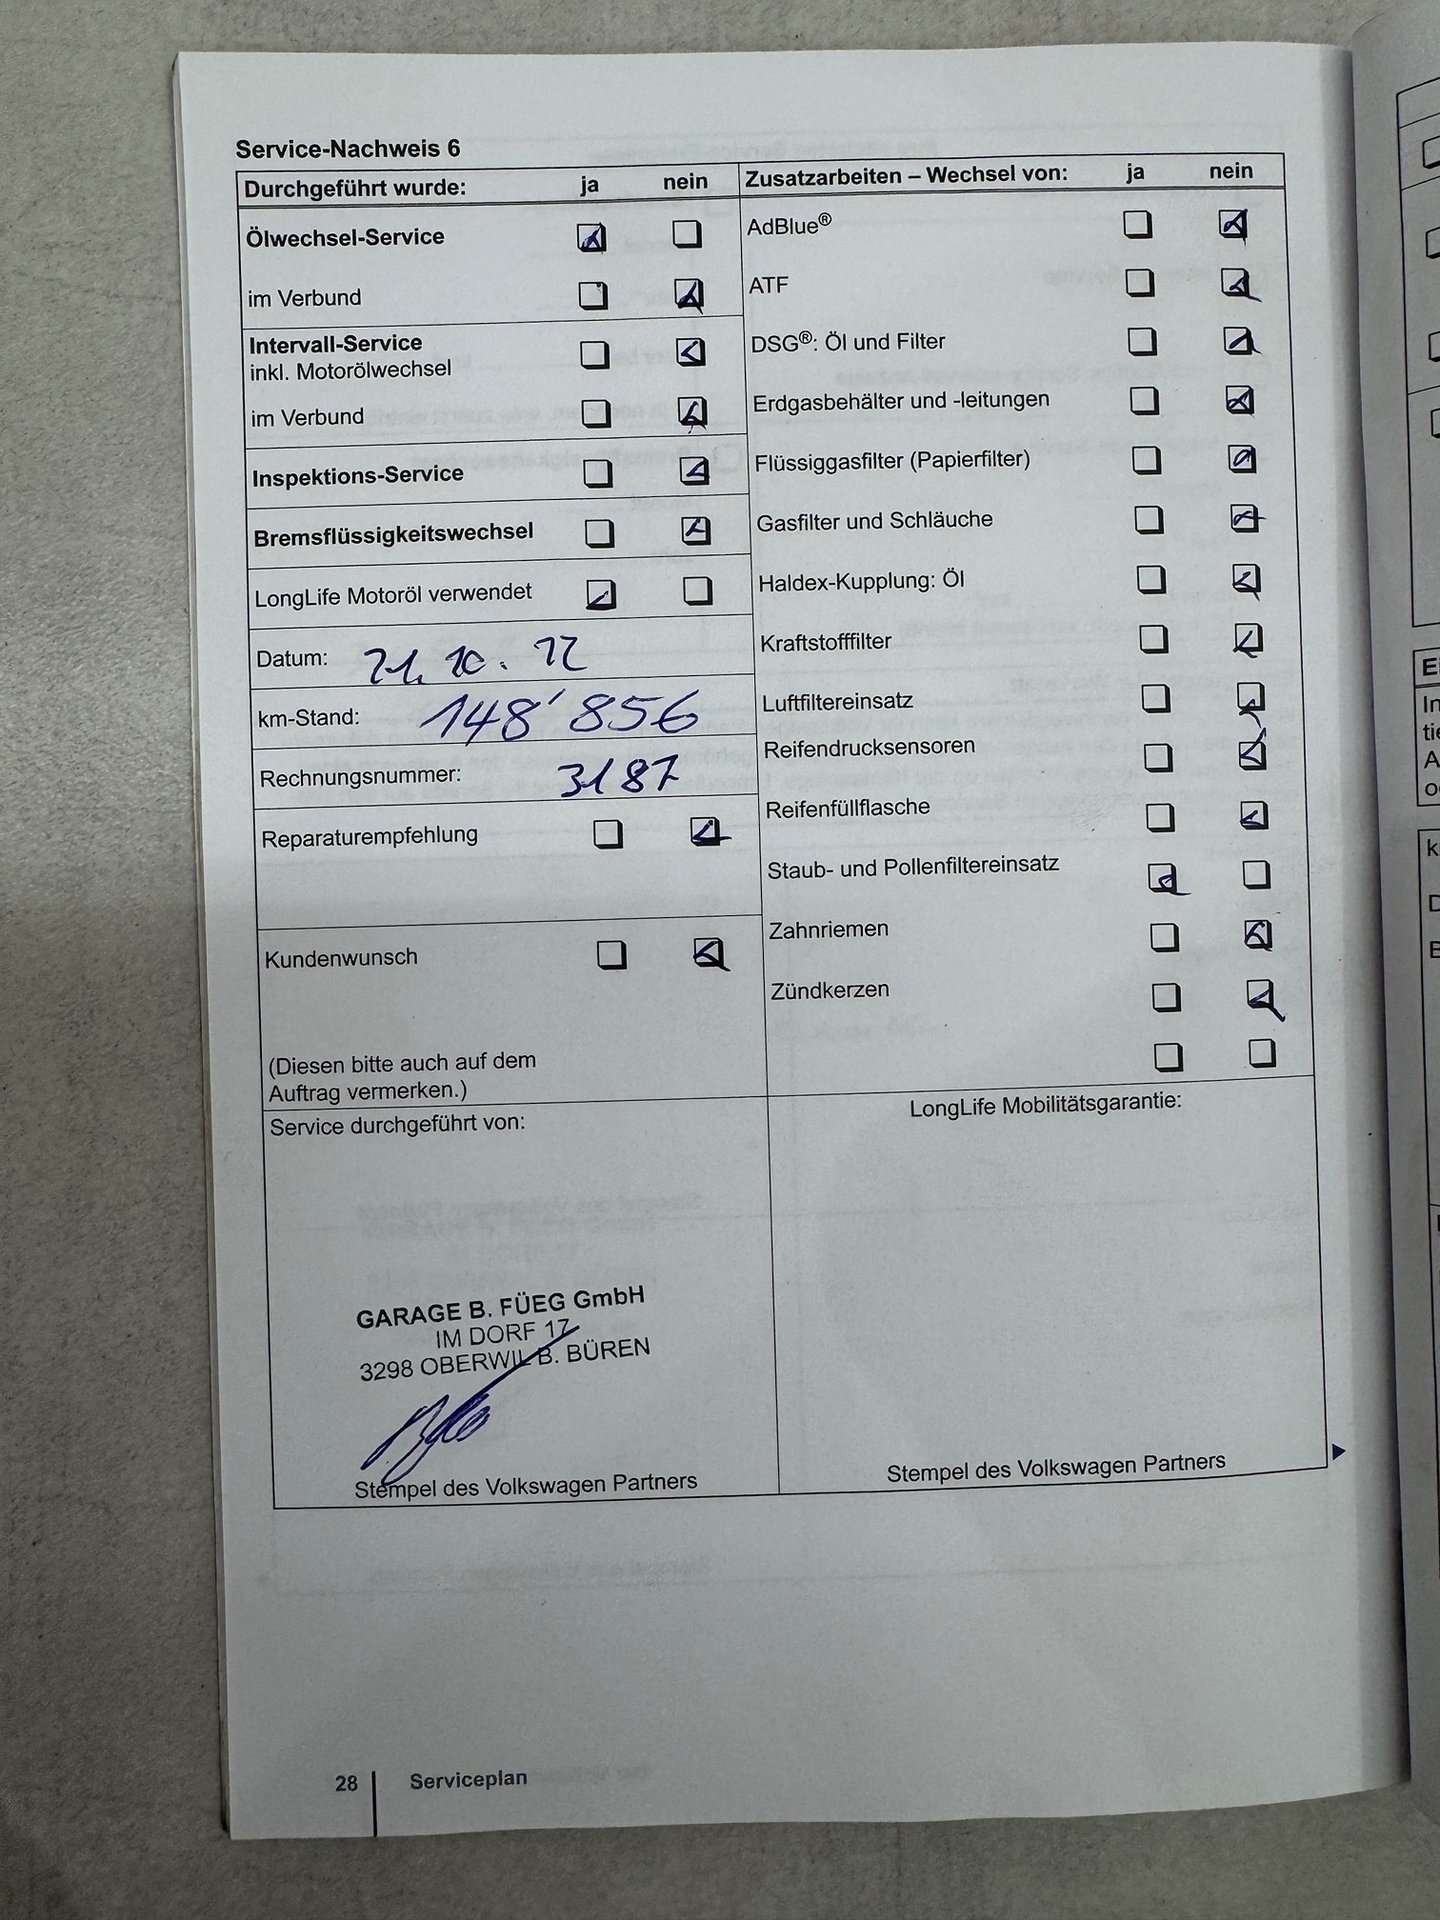 Service-Nachweis 6
Durchgeführt wurde: ja nein
Ölwechsel-Service
im Verbund
Intervall-Service
inkl. Motorölwechsel
im Verbund
Inspektions-Service
Bremsflüssigkeitswechsel
LongLife Motoröl verwendet
Datum: 21.10.22
km-Stand: 148'856
Rechnungsnummer: 3187
Reparaturempfehlung
Kundenwunsch
(Diesen bitte auch auf dem
Auftrag vermerken.)
Zusatzarbeiten – Wechsel von: ja nein
AdBlue®
ATF
DSG®: Öl und Filter
Erdgasbehälter und -leitungen
Flüssiggasfilter (Papierfilter)
Gasfilter und Schläuche
Haldex-Kupplung: Öl
Kraftstofffilter
Luftfiltereinsatz
Reifendrucksensoren
Reifenfüllflasche
Staub- und Pollenfiltereinsatz
Zahnriemen
Zündkerzen
Service durchgeführt von:
GARAGE B. FÜEG GmbH
IM DORF 17
3298 OBERWIL B. BÜREN
Stempel des Volkswagen Partners
LongLife Mobilitätsgarantie:
Stempel des Volkswagen Partners
28 Serviceplan